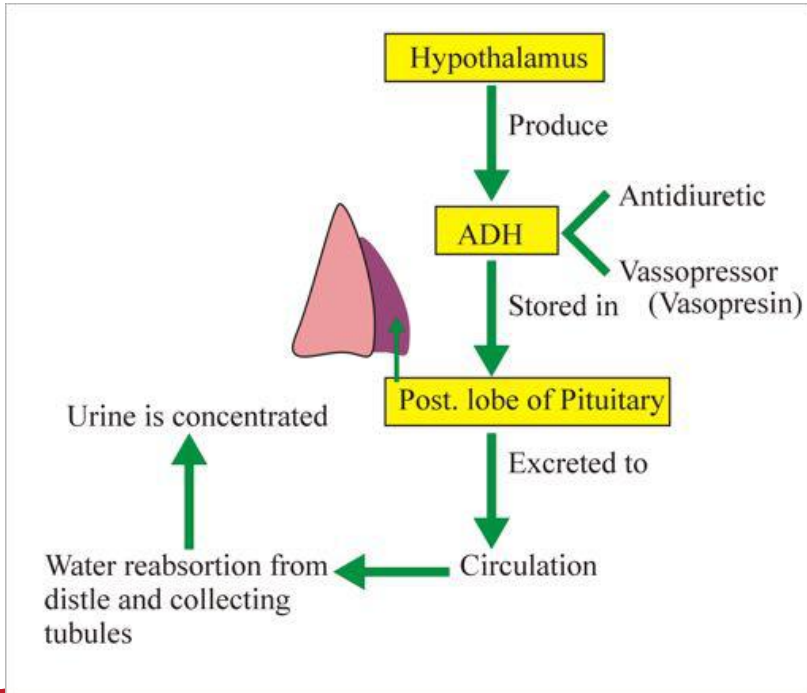 Hypothalamus
Produce
ADH
Antidiuretic
Vassopressor
(Vasopresin)
Stored in
Post. lobe of Pituitary
Excreted to
Circulation
Water reabsortion from
distle and collecting
tubules
Urine is concentrated